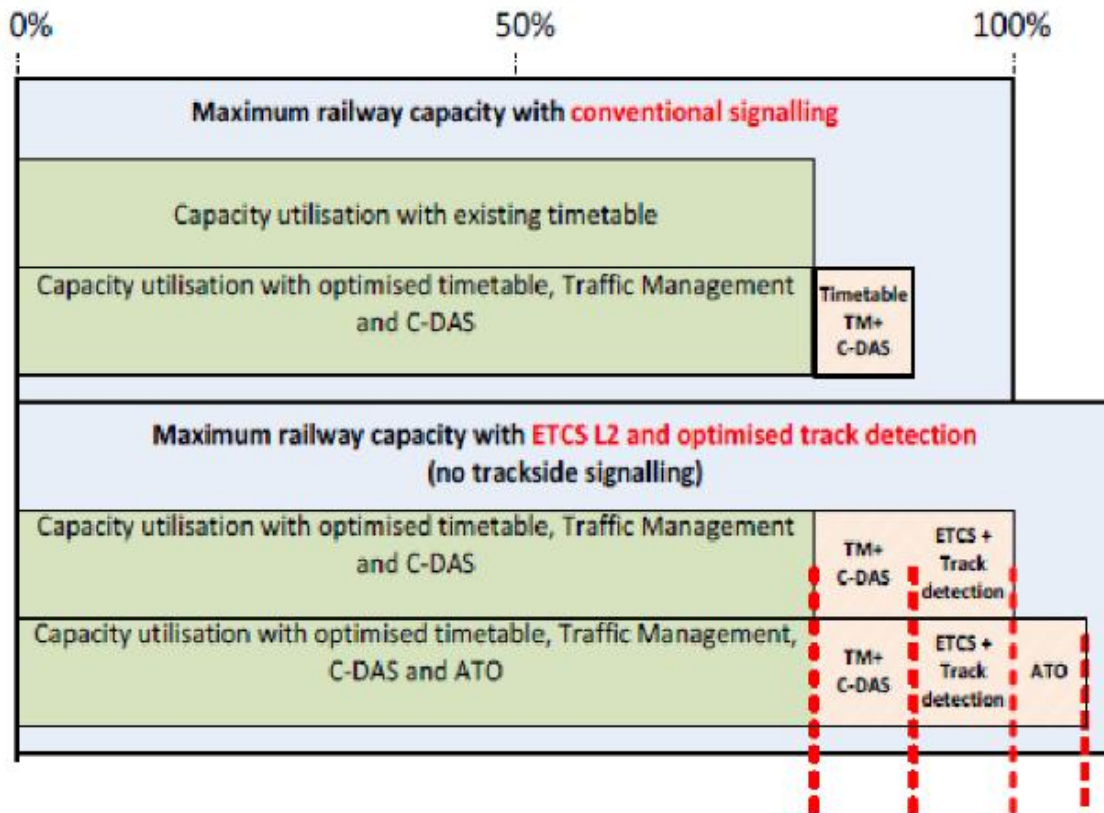 0% 50% 100%
Maximum railway capacity with conventional signalling
Capacity utilisation with existing timetable
Capacity utilisation with optimised timetable, Traffic Management
and C-DAS
Timetable
TM+
C-DAS
Maximum railway capacity with ETCS L2 and optimised track detection
(no trackside signalling)
Capacity utilisation with optimised timetable, Traffic Management
and C-DAS
TM+
C-DAS
ETCS +
Track
detection
Capacity utilisation with optimised timetable, Traffic Management,
C-DAS and ATO
TM+
C-DAS
ETCS +
Track
detection
ATO